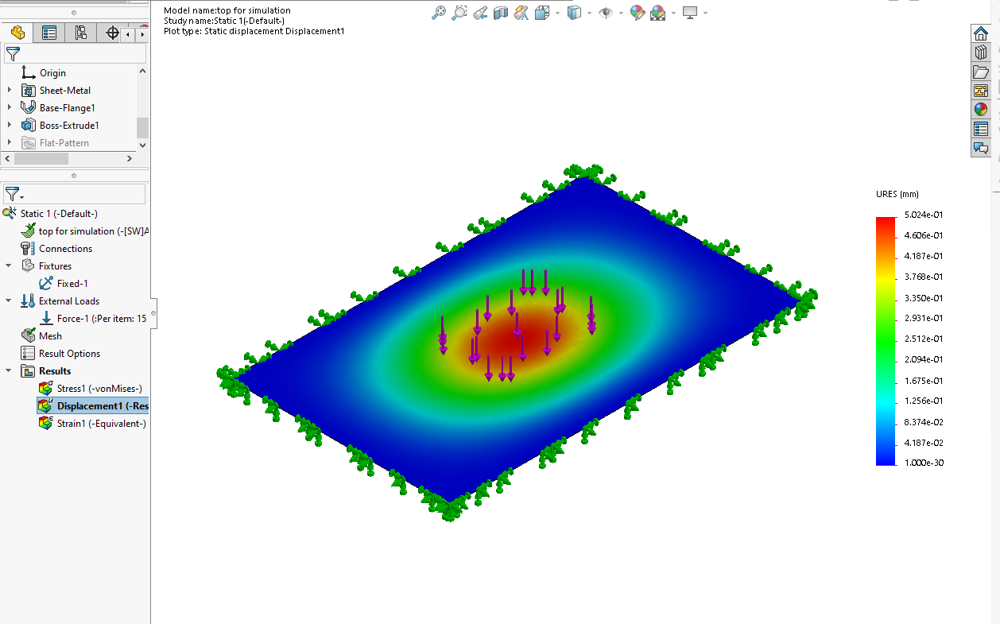 Model name:top for simulation
Study name:Static 1(-Default-)
Plot type: Static displacement Displacement1
Origin
Sheet-Metal
Base-Flange1
Boss-Extrude1
Flat-Pattern
Static 1 (-Default-)
top for simulation (-[SW]A
Connections
Fixtures
Fixed-1
External Loads
Force-1 (:Per item: 15
Mesh
Result Options
Results
Stress1 (-vonMises-)
Displacement1 (-Res
Strain1 (-Equivalent-)
URES (mm)
5.024e-01
4.606e-01
4.187e-01
3.768e-01
3.350e-01
2.931e-01
2.512e-01
2.094e-01
1.675e-01
1.256e-01
8.374e-02
4.187e-02
1.000e-30